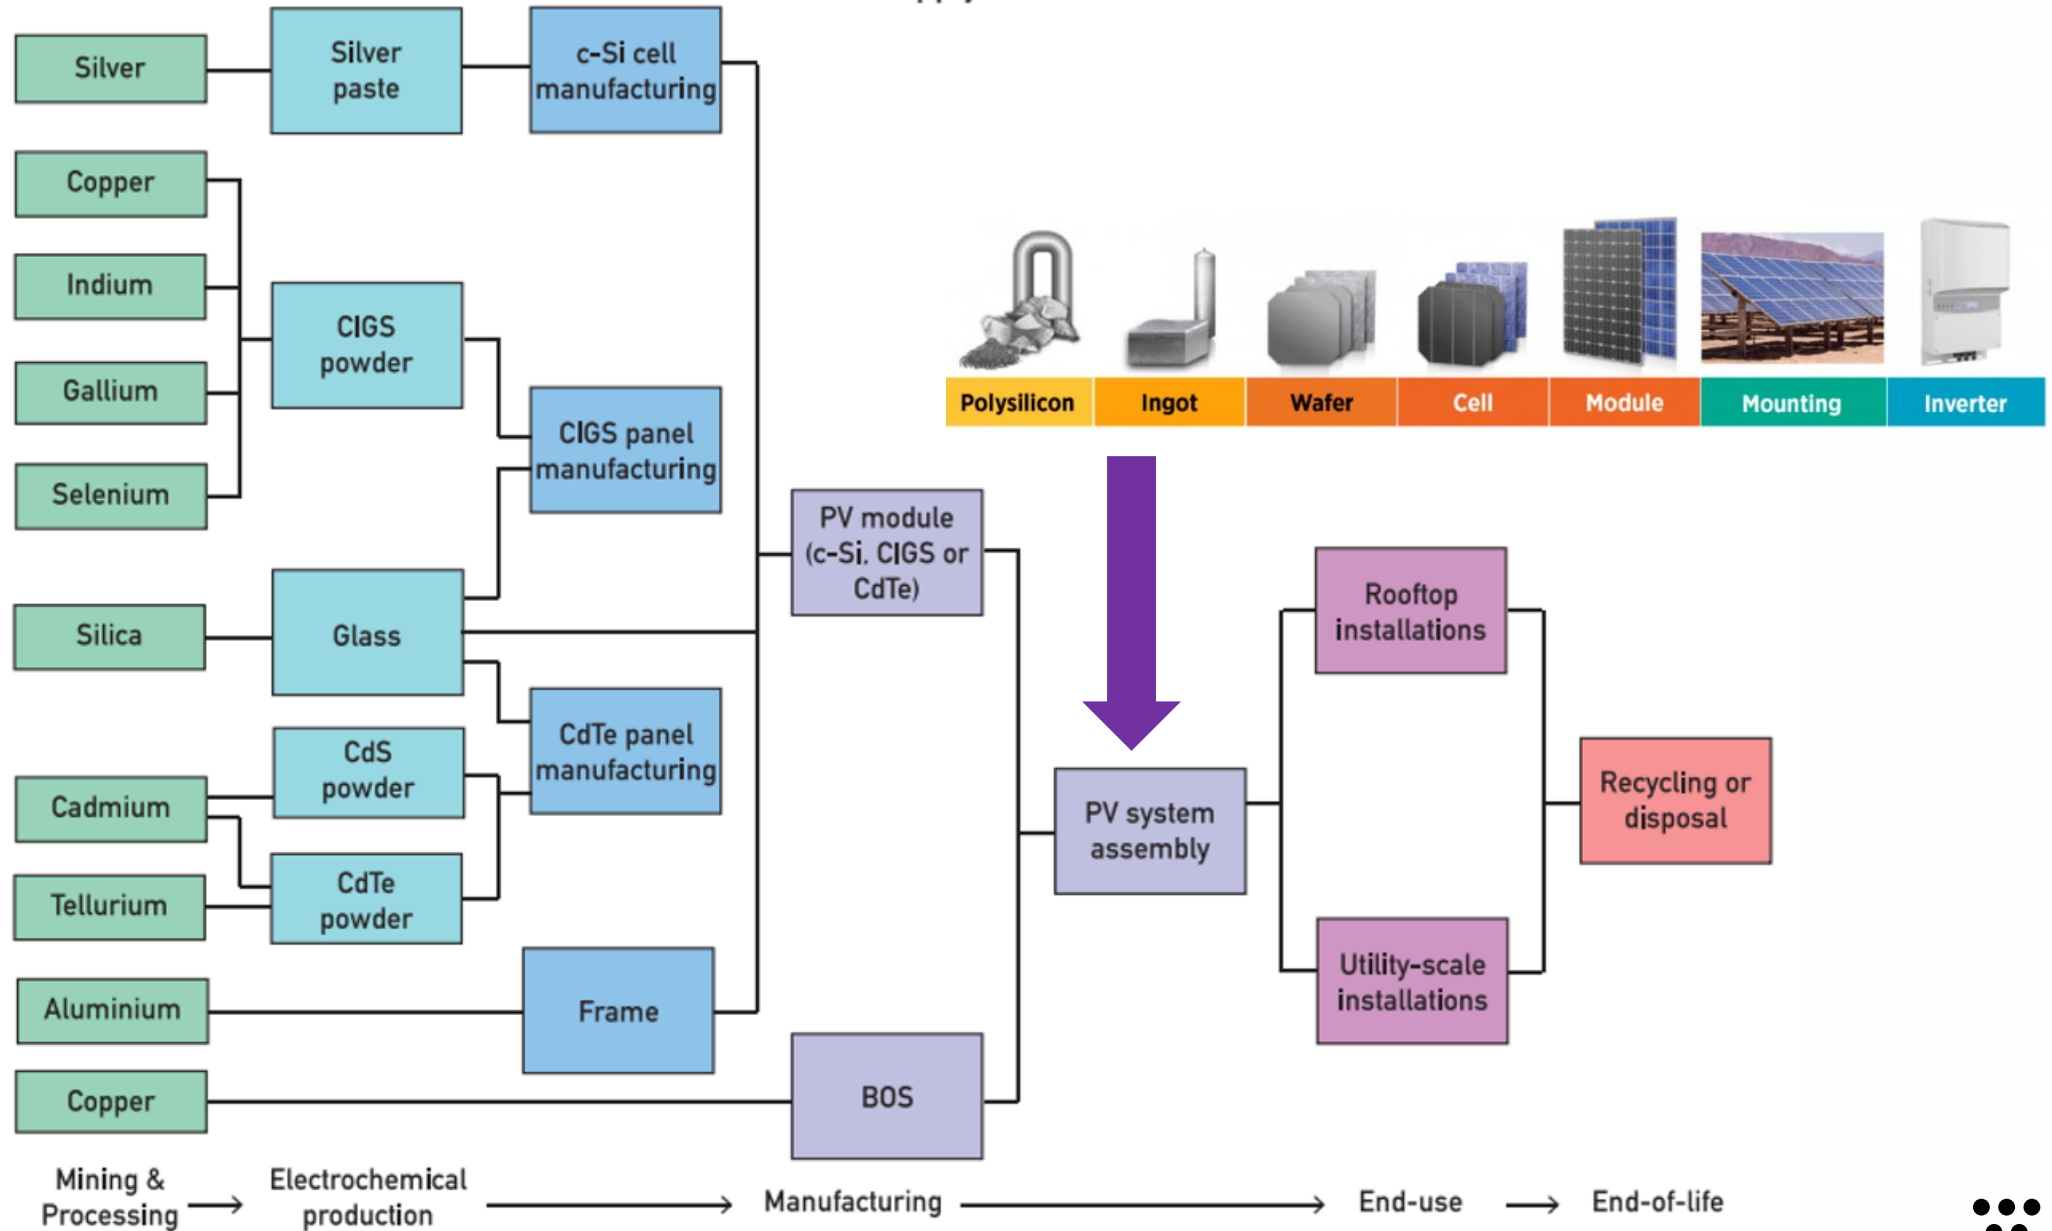 Silver
Silver
paste
c-Si cell
manufacturing
Copper
Indium
Gallium
Selenium
CIGS
powder
CIGS panel
manufacturing
Silica
Glass
Cadmium
Tellurium
CdS
powder
CdTe
powder
CdTe panel
manufacturing
Aluminium
Frame
Copper
BOS
PV module
(c-Si, CIGS or
CdTe)
Polysilicon
Ingot
Wafer
Cell
Module
Mounting
Inverter
PV system
assembly
Rooftop
installations
Utility-scale
installations
Recycling or
disposal
Mining &
Processing
Electrochemical
production
Manufacturing
End-use
End-of-life